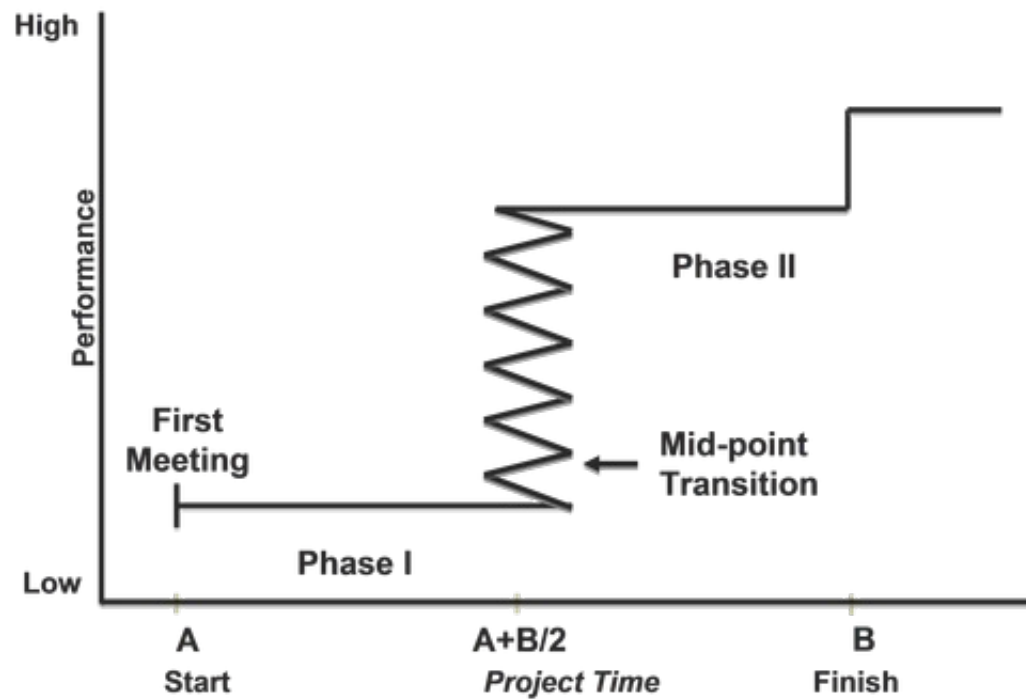 High
Performance
Phase II
First
Meeting
Mid-point
Transition
Phase I
Low
A
A+B/2
B
Start
Project Time
Finish